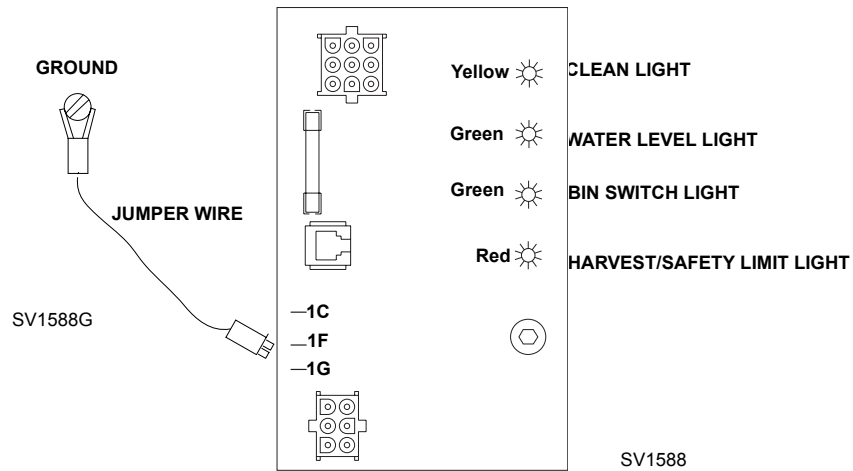 GROUND
JUMPER WIRE
SV1588G
Yellow
CLEAN LIGHT
Green
WATER LEVEL LIGHT
Green
BIN SWITCH LIGHT
Red
HARVEST/SAFETY LIMIT LIGHT
1C
1F
1G
SV1588